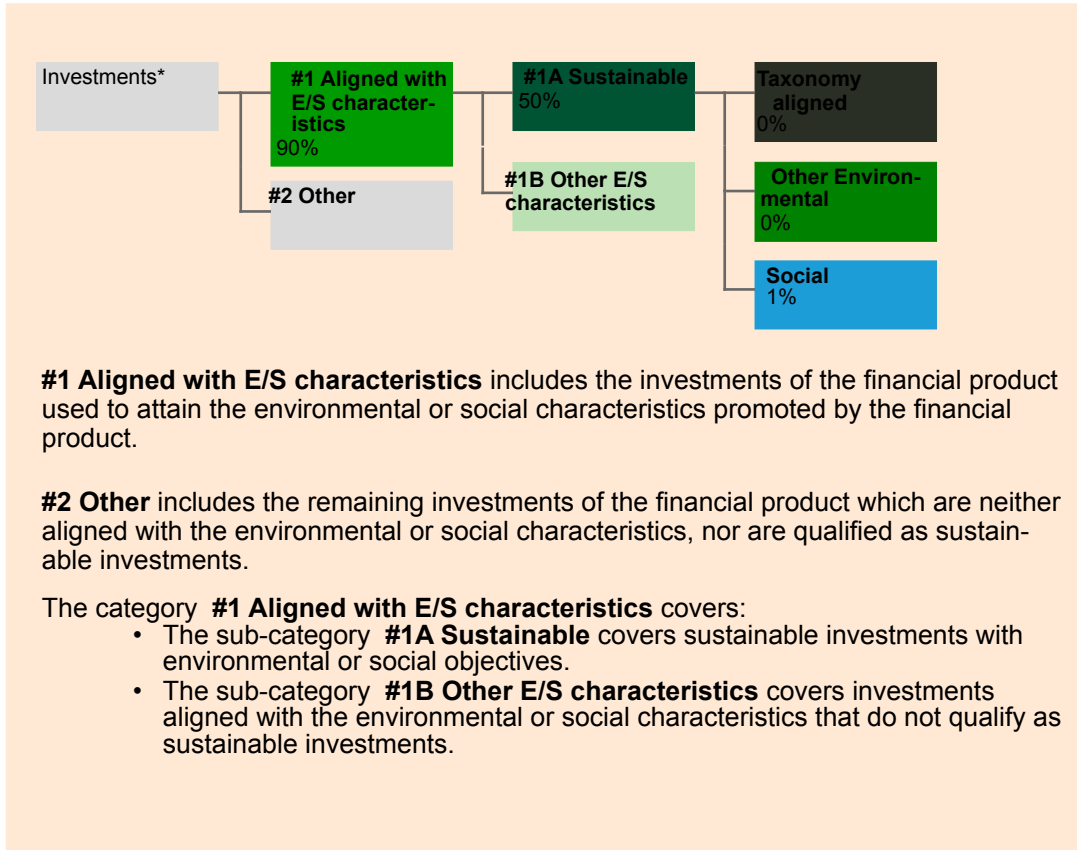 Investments*
#1 Aligned with
E/S character-
istics
90%
#2 Other
#1A Sustainable
50%
#1B Other E/S
characteristics
Taxonomy
aligned
0%
Other Environ-
mental
0%
Social
1%
#1 Aligned with E/S characteristics includes the investments of the financial product
used to attain the environmental or social characteristics promoted by the financial
product.
#2 Other includes the remaining investments of the financial product which are neither
aligned with the environmental or social characteristics, nor are qualified as sustain-
able investments.
The category #1 Aligned with E/S characteristics covers:
• The sub-category #1A Sustainable covers sustainable investments with
environmental or social objectives.
• The sub-category #1B Other E/S characteristics covers investments
aligned with the environmental or social characteristics that do not qualify as
sustainable investments.